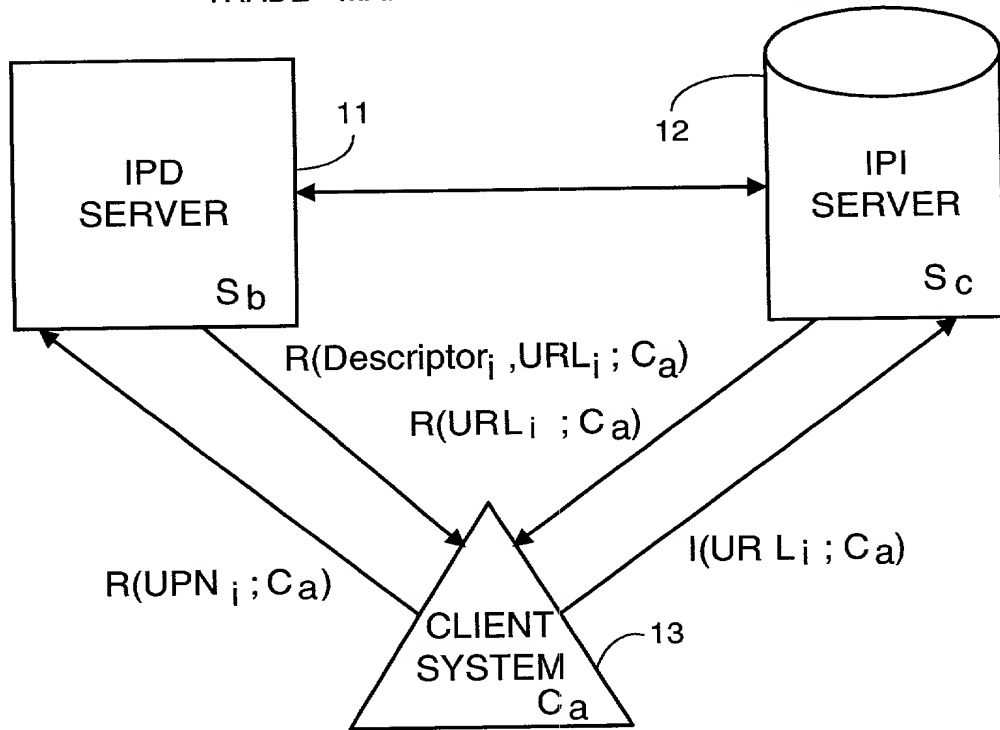 11
12
IPD
SERVER
Sb
IPI
SERVER
Sc
R(Descriptori ,URLi ; Ca)
R(URLi ; Ca)
R(UPNi ; Ca)
I(UR Li ; Ca)
CLIENT
SYSTEM
Ca
13